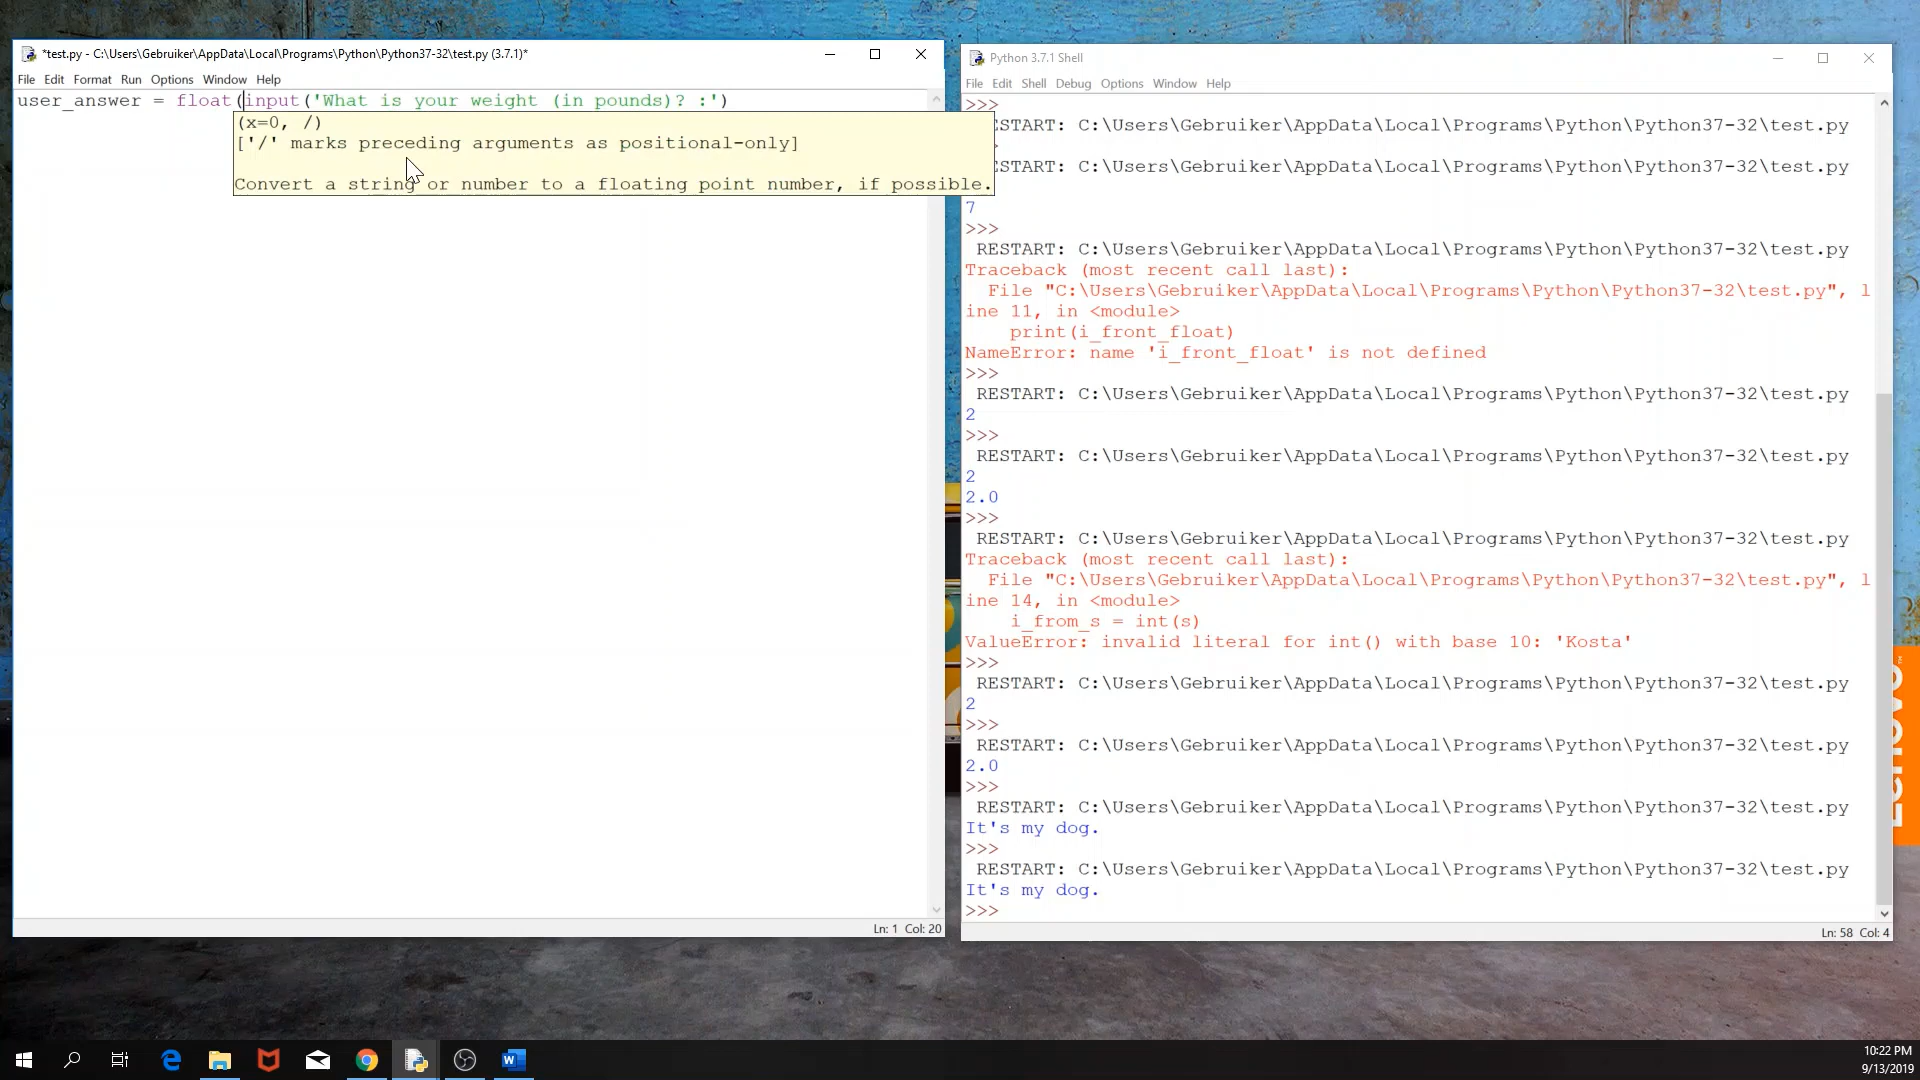 *test.py - C:\Users\Gebruiker\AppData\Local\Programs\Python\Python37-32\test.py (3.7.1)*
File Edit Format Run Options Window Help
user_answer = float(input('What is your weight (in pounds)? :')
(x=0, /)
['/' marks preceding arguments as positional-only]
Convert a string or number to a floating point number, if possible.
Ln: 1 Col: 20
Python 3.7.1 Shell
File Edit Shell Debug Options Window Help
>>>
START: C:\Users\Gebruiker\AppData\Local\Programs\Python\Python37-32\test.py
START: C:\Users\Gebruiker\AppData\Local\Programs\Python\Python37-32\test.py
7
>>>
RESTART: C:\Users\Gebruiker\AppData\Local\Programs\Python\Python37-32\test.py
Traceback (most recent call last):
File "C:\Users\Gebruiker\AppData\Local\Programs\Python\Python37-32\test.py", l
ine 11, in <module>
print(i_front_float)
NameError: name 'i_front_float' is not defined
>>>
RESTART: C:\Users\Gebruiker\AppData\Local\Programs\Python\Python37-32\test.py
2
>>>
RESTART: C:\Users\Gebruiker\AppData\Local\Programs\Python\Python37-32\test.py
2
2.0
>>>
RESTART: C:\Users\Gebruiker\AppData\Local\Programs\Python\Python37-32\test.py
Traceback (most recent call last):
File "C:\Users\Gebruiker\AppData\Local\Programs\Python\Python37-32\test.py", l
ine 14, in <module>
i_from_s = int(s)
ValueError: invalid literal for int() with base 10: 'Kosta'
>>>
RESTART: C:\Users\Gebruiker\AppData\Local\Programs\Python\Python37-32\test.py
2
>>>
RESTART: C:\Users\Gebruiker\AppData\Local\Programs\Python\Python37-32\test.py
2.0
>>>
RESTART: C:\Users\Gebruiker\AppData\Local\Programs\Python\Python37-32\test.py
It's my dog.
>>>
RESTART: C:\Users\Gebruiker\AppData\Local\Programs\Python\Python37-32\test.py
It's my dog.
>>>
Ln: 58 Col: 4
10:22 PM
9/13/2019